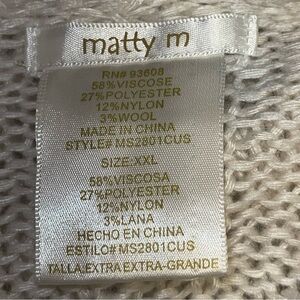 matty m
RN# 93608
58%VISCOSE
27%POLYESTER
12%NYLON
3%WOOL
MADE IN CHINA
STYLE# MS2801CUS
SIZE:XXL
58%VISCOSA
27%POLYESTER
12%NYLON
3%LANA
HECHO EN CHINA
ESTILO# MS2801CUS
TALLA.EXTRA EXTRA-GRANDE